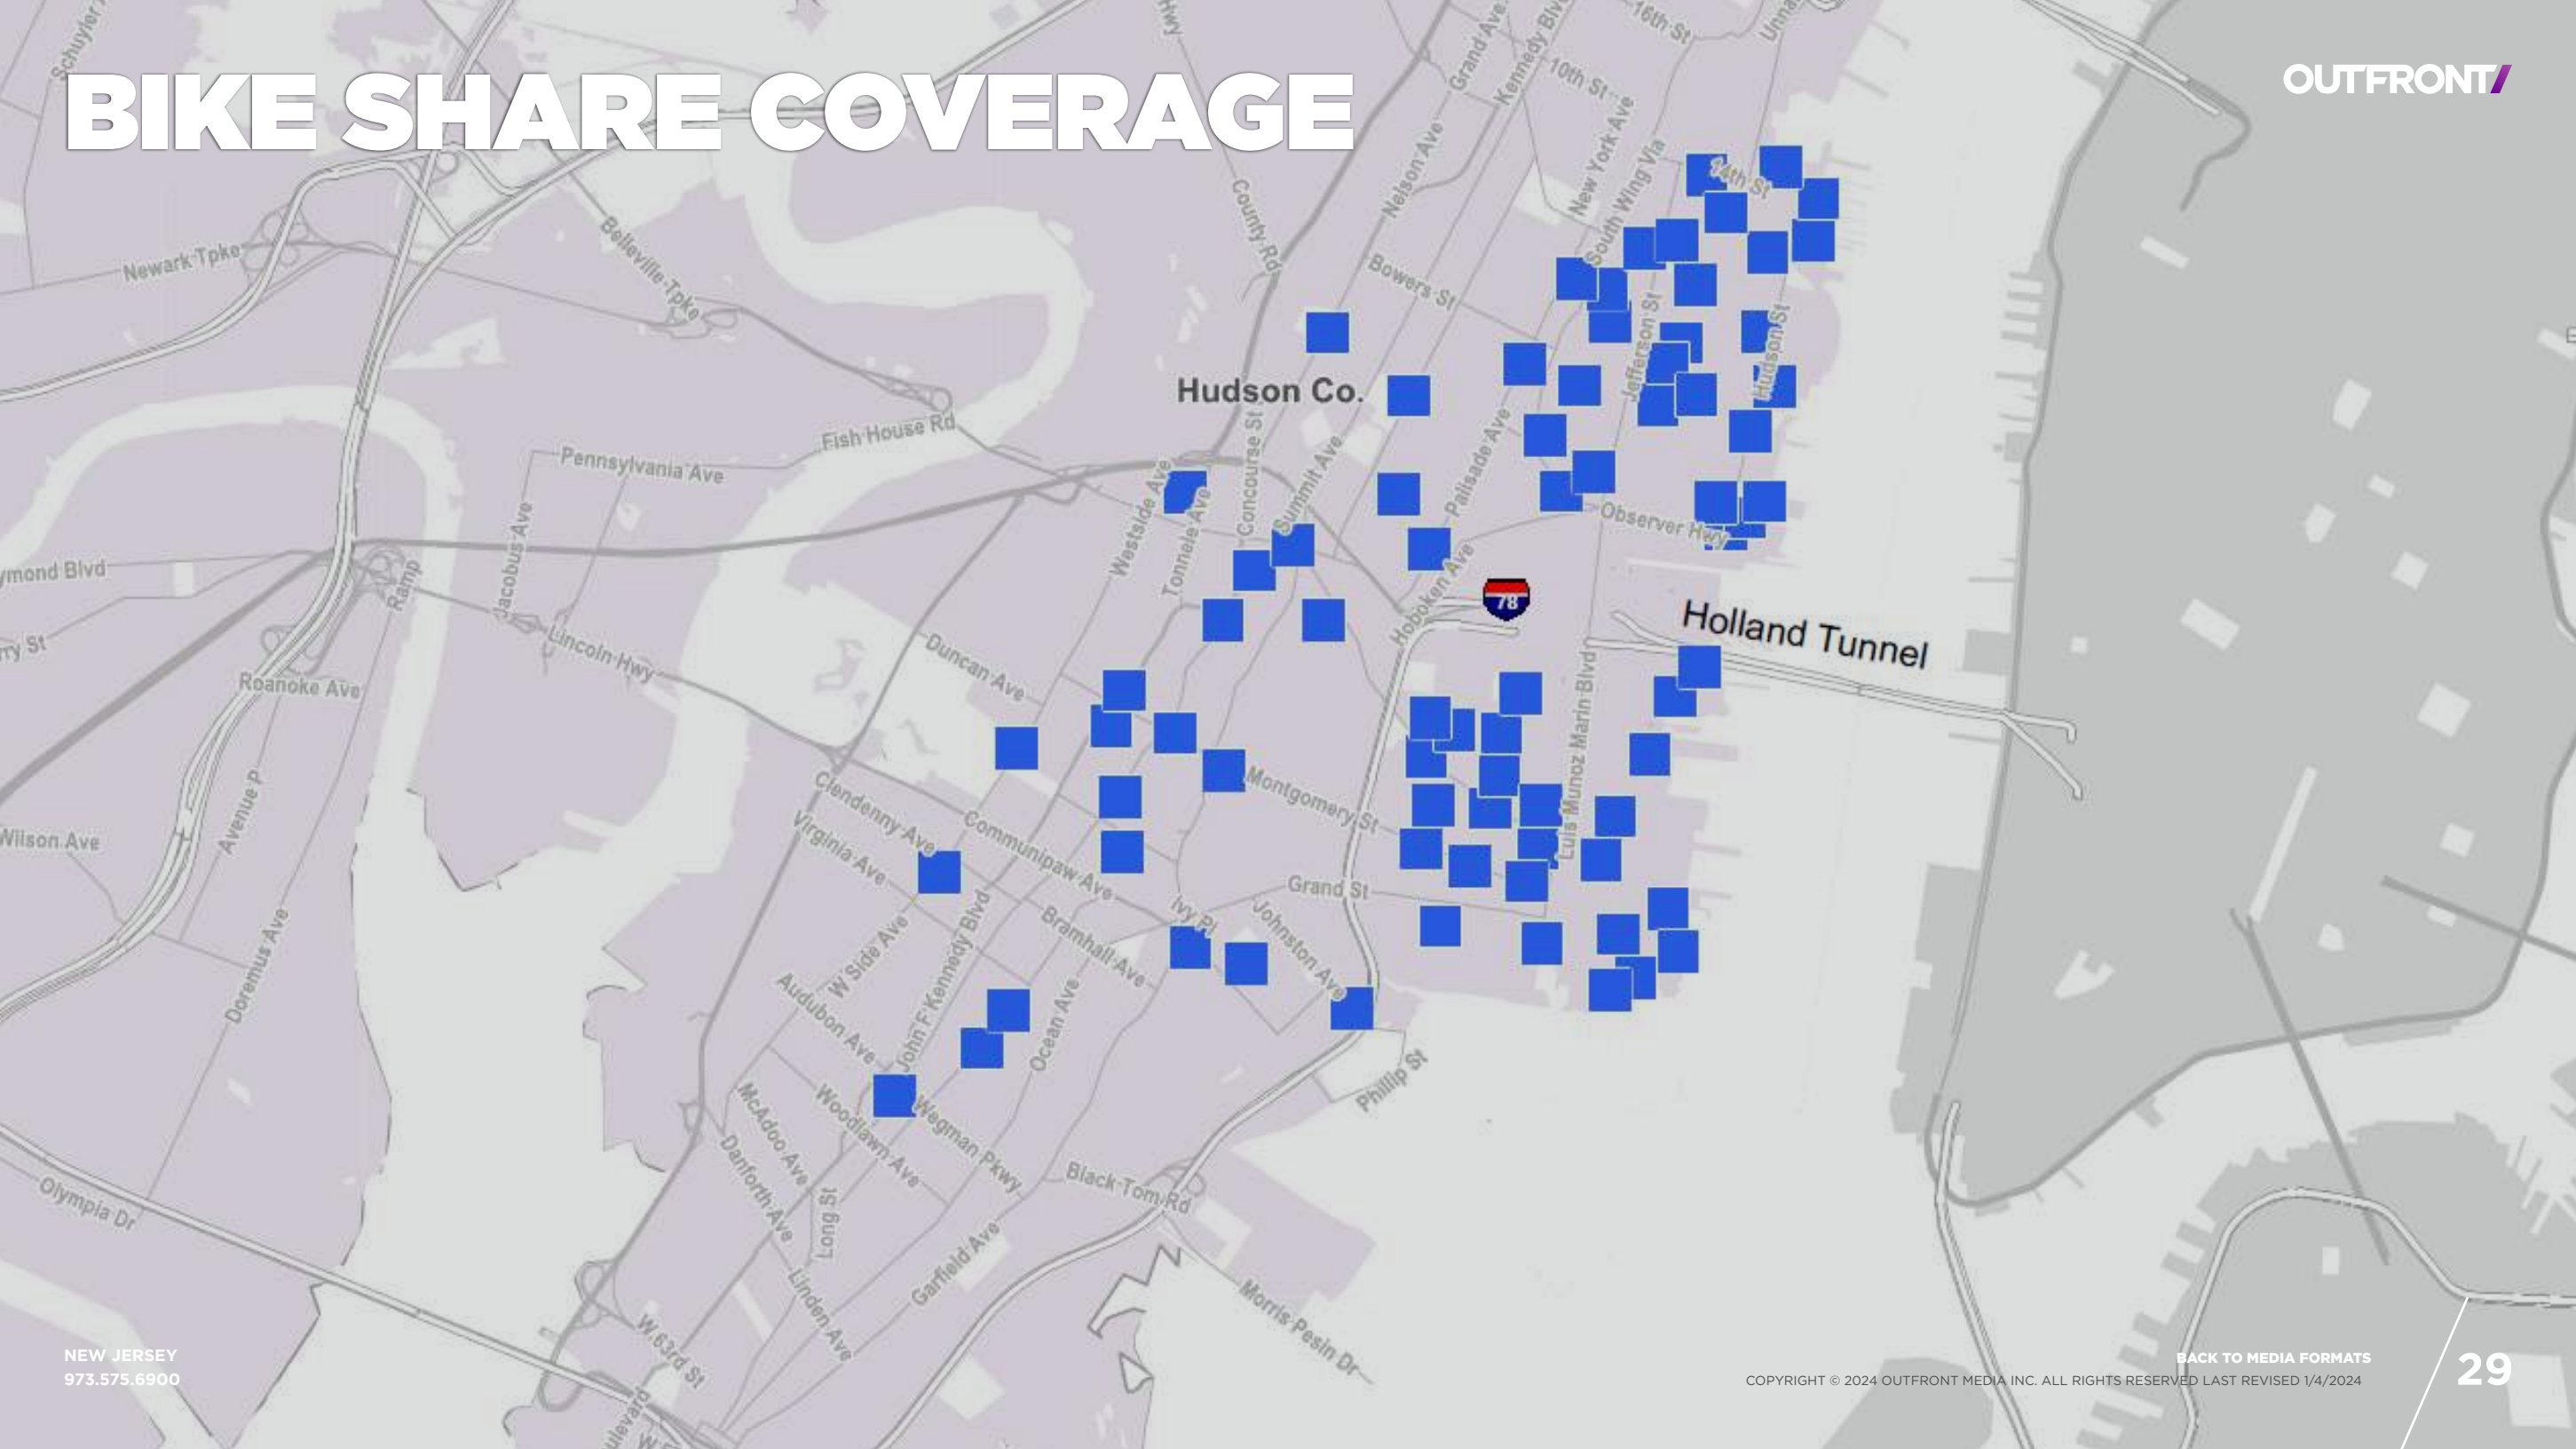 BIKE SHARE COVERAGE
OUTFRONT/
Schuyler
Hwy
Grand Ave
Kennedy Blv
16th St
10th St
Nelson Ave
New York Ave
South Wing Via
14th St
County Rd
Newark Tpke
Belleville Tpke
Bowers St
Jefferson St
Hudson St
Hudson Co.
Fish House Rd
Pennsylvania Ave
Concourse St
Summit Ave
Palisade Ave
Westside Ave
Tonnele Ave
Observer Hwy
Jacobus Ave
ymond Blvd
Ramp
78
Hoboken Ave
Holland Tunnel
Lincoln Hwy
Duncan Ave
rry St
Roanoke Ave
Luis Munoz Marin Blvd
Avenue P
Wilson Ave
Clendenny Ave
Virginia Ave
Communipaw Ave
Montgomery St
Grand St
Ivy Pl
Johnston Ave
Bramhall Ave
W Side Ave
John F Kennedy Blvd
Doremus Ave
Audubon Ave
Ocean Ave
Phillip St
McAdoo Ave
Woodlawn Ave
Wegman Pkwy
Danforth Ave
Long St
Black Tom Rd
Olympia Dr
Garfield Ave
Linden Ave
Morris Pesin Dr
W 63rd St
ulevard
NEW JERSEY
973.575.6900
BACK TO MEDIA FORMATS
COPYRIGHT © 2024 OUTFRONT MEDIA INC. ALL RIGHTS RESERVED LAST REVISED 1/4/2024
29